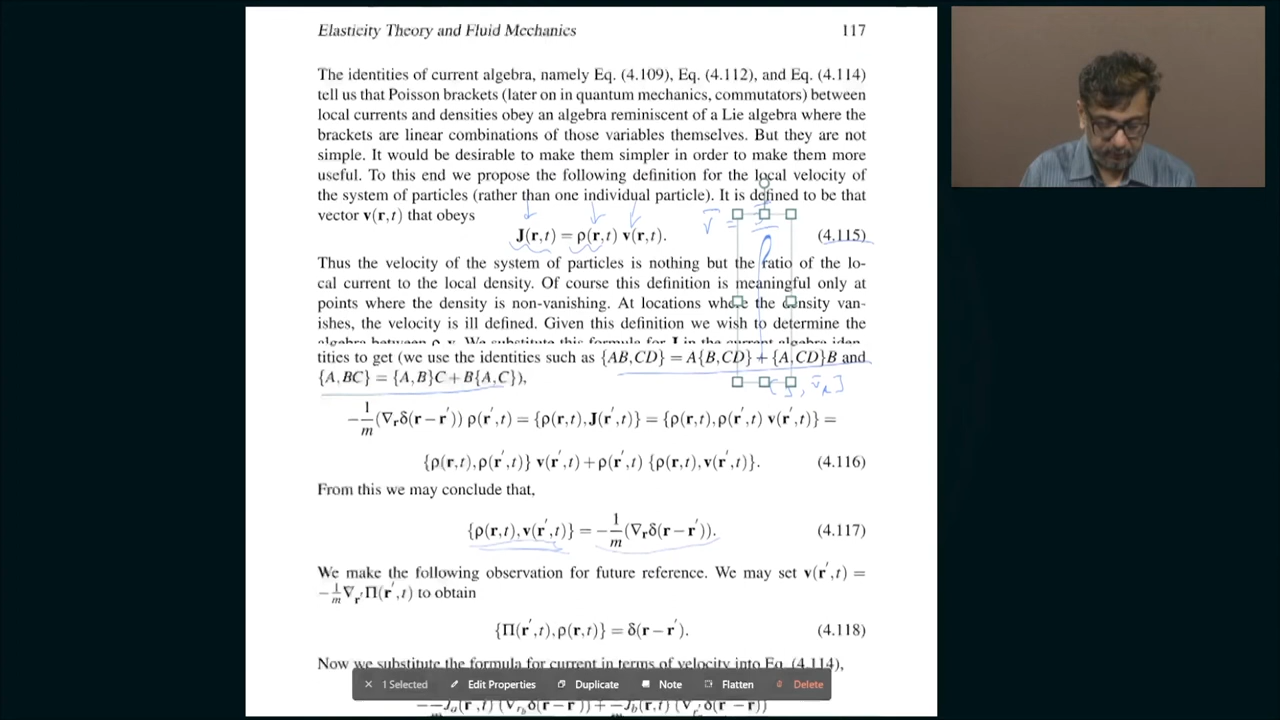 Elasticity Theory and Fluid Mechanics 117
The identities of current algebra, namely Eq. (4.109), Eq. (4.112), and Eq. (4.114)
tell us that Poisson brackets (later on in quantum mechanics, commutators) between
local currents and densities obey an algebra reminiscent of a Lie algebra where the
brackets are linear combinations of those variables themselves. But they are not
simple. It would be desirable to make them simpler in order to make them more
useful. To this end we propose the following definition for the local velocity of
the system of particles (rather than one individual particle). It is defined to be that
vector v(r,t) that obeys
J(r,t) = ρ(r,t) v(r,t). (4.115)
Thus the velocity of the system of particles is nothing but the ratio of the lo-
cal current to the local density. Of course this definition is meaningful only at
points where the density is non-vanishing. At locations where the density van-
ishes, the velocity is ill defined. Given this definition we wish to determine the
tities to get (we use the identities such as {AB,CD} = A{B,CD} + {A,CD}B and
{A,BC} = {A,B}C + B{A,C}),
−1/m (∇rδ(r−r′)) ρ(r′,t) = {ρ(r,t),J(r′,t)} = {ρ(r,t),ρ(r′,t) v(r′,t)} =
{ρ(r,t),ρ(r′,t)} v(r′,t)+ρ(r′,t) {ρ(r,t),v(r′,t)}. (4.116)
From this we may conclude that,
{ρ(r,t),v(r′,t)} = −1/m (∇rδ(r−r′)). (4.117)
We make the following observation for future reference. We may set v(r′,t) =
−1/m ∇r′Π(r′,t) to obtain
{Π(r′,t),ρ(r,t)} = δ(r−r′). (4.118)
Now we substitute the formula for current in terms of velocity into Eq. (4.114),
× 1 Selected Edit Properties Duplicate Note Flatten Delete